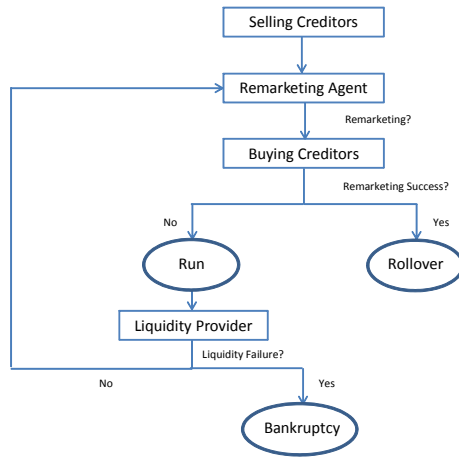 Selling Creditors
Remarketing Agent
Remarketing?
Buying Creditors
Remarketing Success?
No
Yes
Run
Rollover
Liquidity Provider
Liquidity Failure?
No
Yes
Bankruptcy